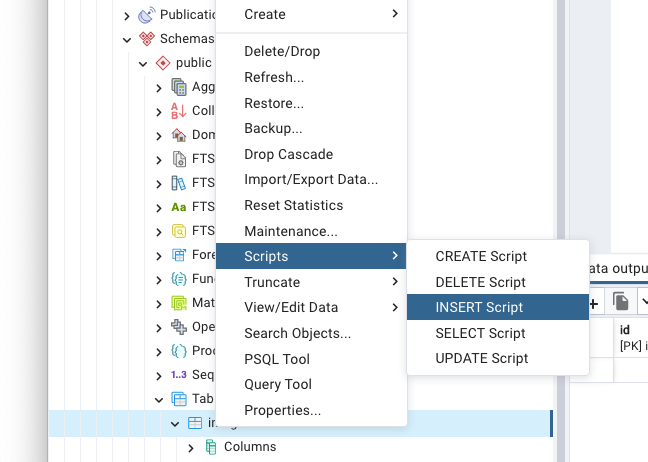 Publicatio
Schemas
public
Agg
Coll
Dom
FTS
FTS
FTS
FTS
Fore
Fun
Mat
Ope
Proc
1..3 Seq
Tab
Columns
Create
Delete/Drop
Refresh...
Restore...
Backup...
Drop Cascade
Import/Export Data...
Reset Statistics
Maintenance...
Scripts
Truncate
View/Edit Data
Search Objects...
PSQL Tool
Query Tool
Properties...
CREATE Script
DELETE Script
INSERT Script
SELECT Script
UPDATE Script
ata outpu
id
[PK] i